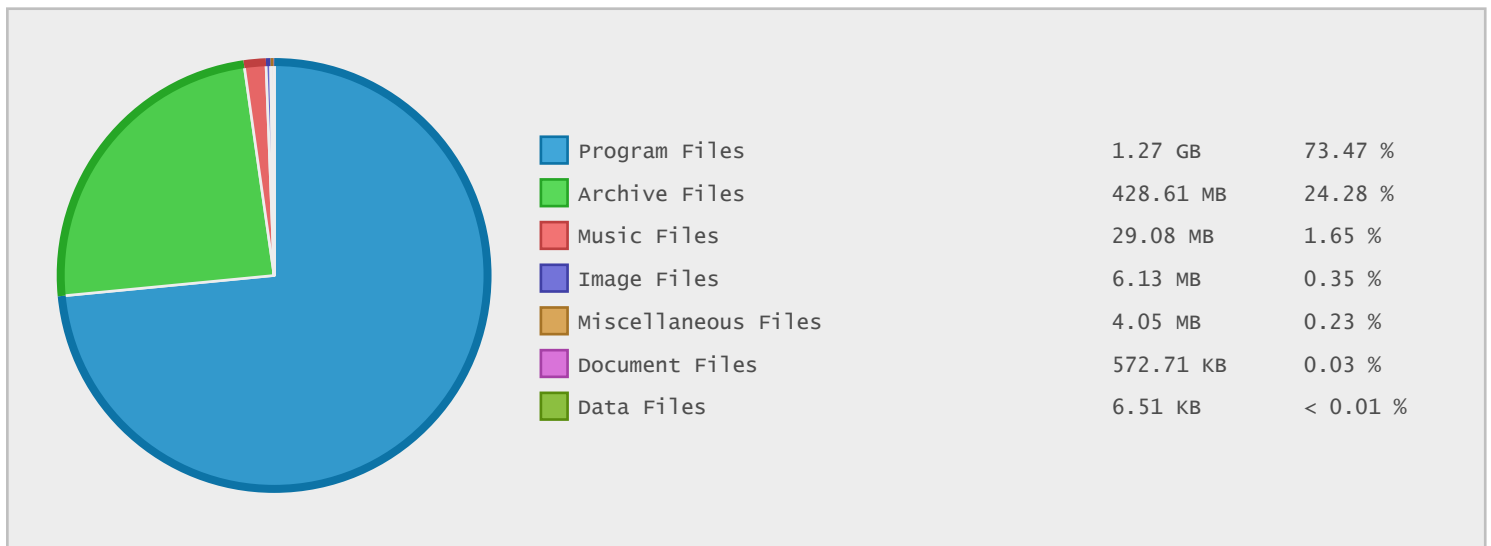 Program Files 1.27 GB 73.47 %
Archive Files 428.61 MB 24.28 %
Music Files 29.08 MB 1.65 %
Image Files 6.13 MB 0.35 %
Miscellaneous Files 4.05 MB 0.23 %
Document Files 572.71 KB 0.03 %
Data Files 6.51 KB < 0.01 %